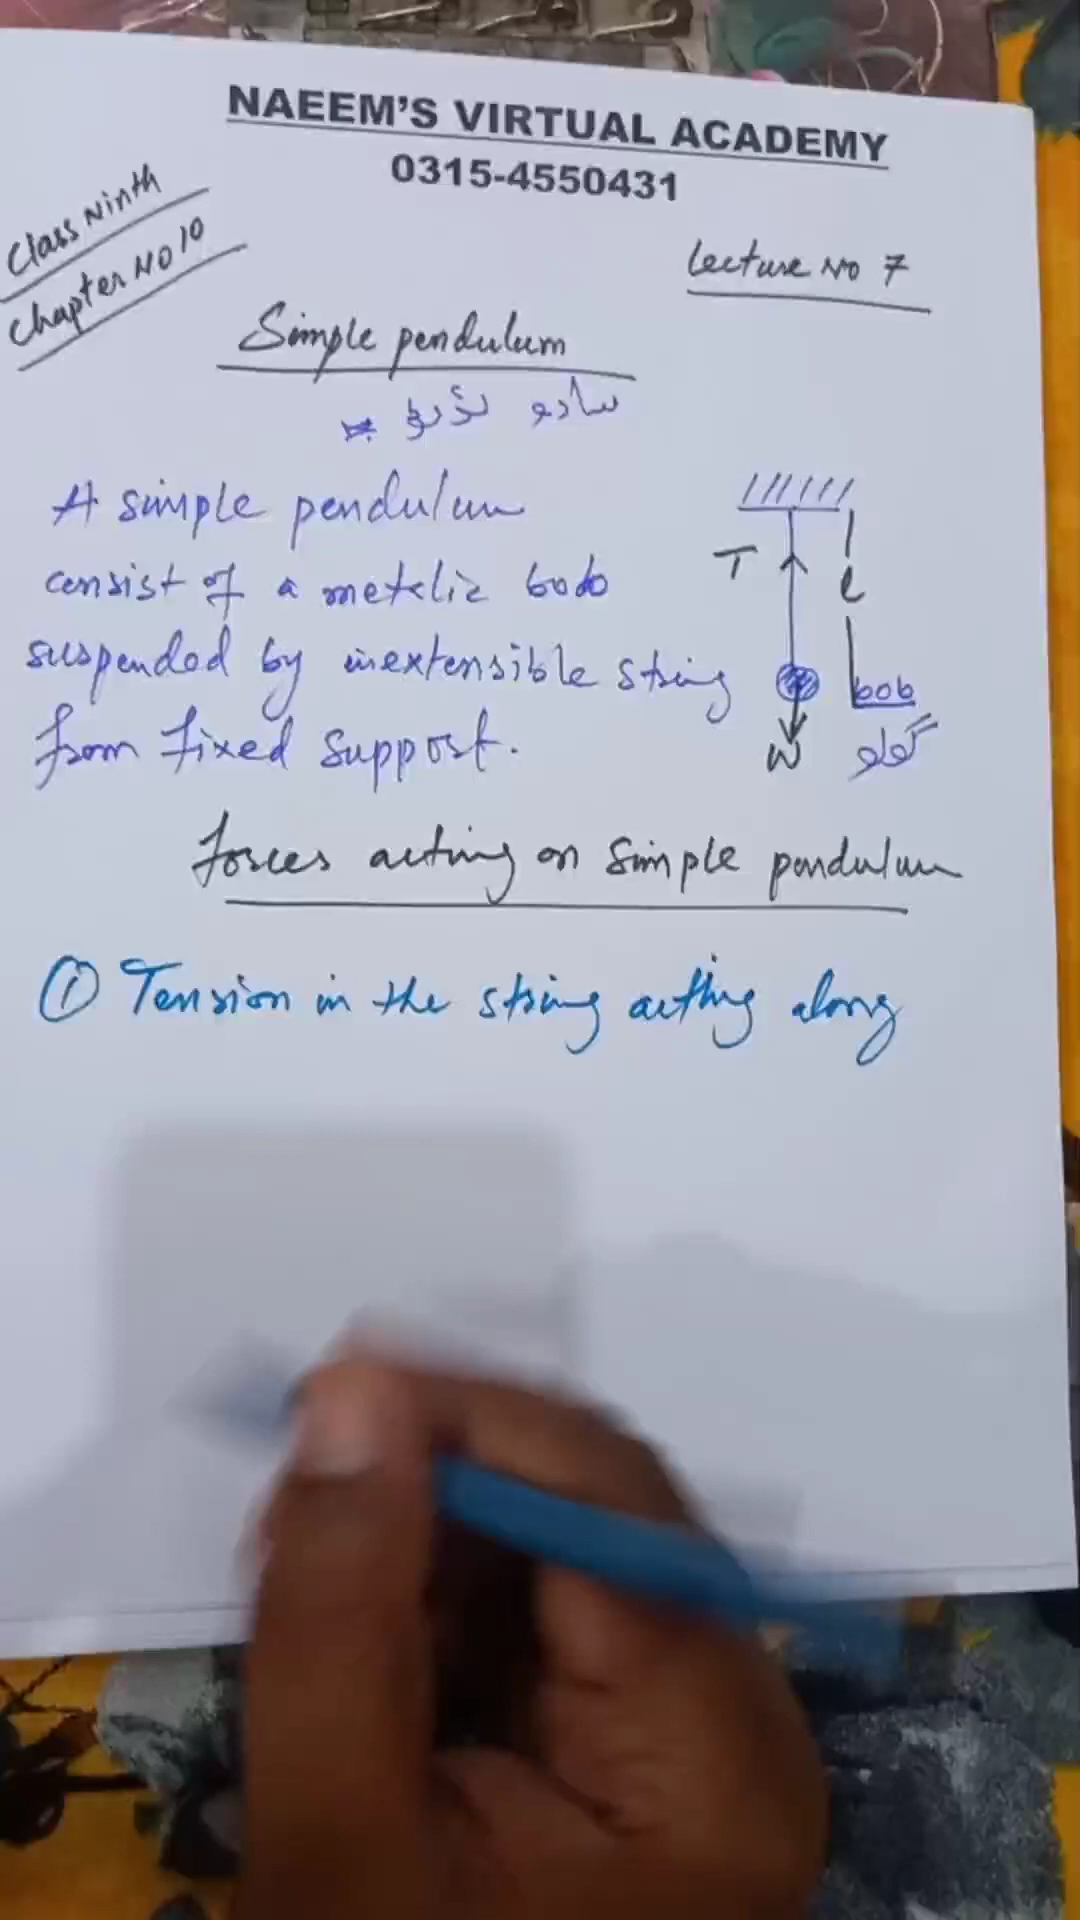 NAEEM'S VIRTUAL ACADEMY
0315-4550431
Class Ninth
Chapter No 10
Lecture No 7
Simple pendulum
سادہ
A simple pendulum
consist of a metalic bob
suspended by inextensible string
from fixed support.
T
l
bob
W
گولہ
Forces acting on Simple pendulum
① Tension in the string acting along